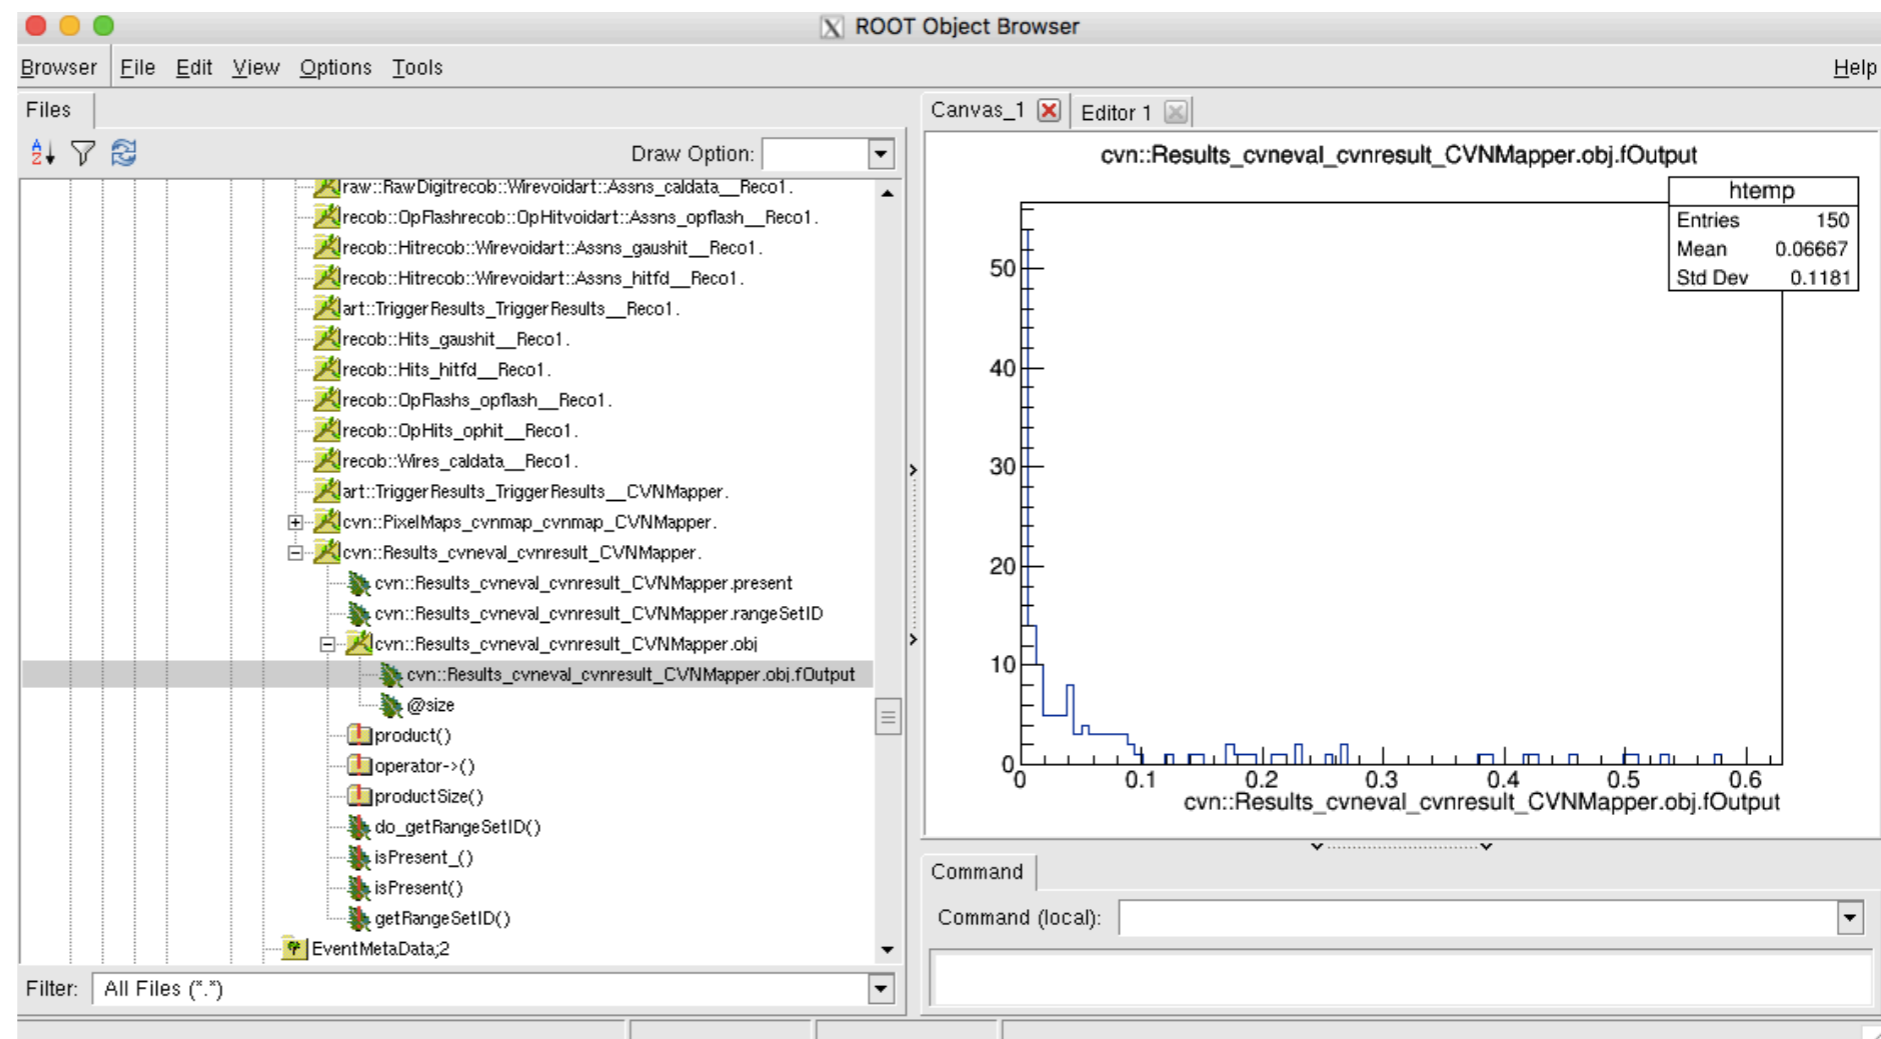 ROOT Object Browser
Browser File Edit View Options Tools Help
Files
Draw Option:
raw::RawDigitrecob::Wirevoidart::Assns_caldata__Reco1.
recob::OpFlashrecob::OpHitvoidart::Assns_opflash__Reco1.
recob::Hitrecob::Wirevoidart::Assns_gaushit__Reco1.
recob::Hitrecob::Wirevoidart::Assns_hitfd__Reco1.
art::TriggerResults_TriggerResults__Reco1.
recob::Hits_gaushit__Reco1.
recob::Hits_hitfd__Reco1.
recob::OpFlashs_opflash__Reco1.
recob::OpHits_ophit__Reco1.
recob::Wires_caldata__Reco1.
art::TriggerResults_TriggerResults__CVNMapper.
cvn::PixelMaps_cvnmap_cvnmap_CVNMapper.
cvn::Results_cvneval_cvnresult_CVNMapper.
cvn::Results_cvneval_cvnresult_CVNMapper.present
cvn::Results_cvneval_cvnresult_CVNMapper.rangeSetID
cvn::Results_cvneval_cvnresult_CVNMapper.obj
cvn::Results_cvneval_cvnresult_CVNMapper.obj.fOutput
@size
product()
operator->()
productSize()
do_getRangeSetID()
isPresent_()
isPresent()
getRangeSetID()
EventMetaData;2
Filter: All Files (*.*)
Canvas_1 Editor 1
cvn::Results_cvneval_cvnresult_CVNMapper.obj.fOutput
htemp
Entries 150
Mean 0.06667
Std Dev 0.1181
50
40
30
20
10
0
0 0.1 0.2 0.3 0.4 0.5 0.6
cvn::Results_cvneval_cvnresult_CVNMapper.obj.fOutput
Command
Command (local):